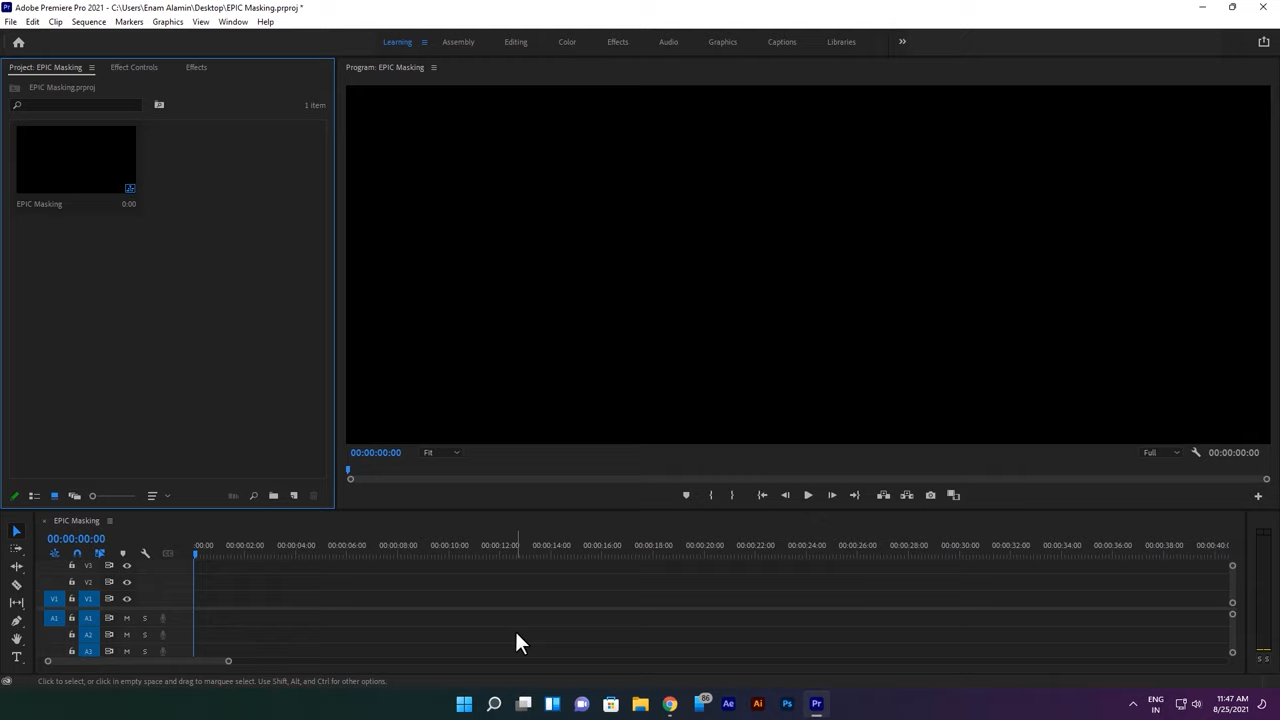 Pr Adobe Premiere Pro 2021 - C:\Users\Enam Alamin\Desktop\EPIC Masking.prproj *
File Edit Clip Sequence Markers Graphics View Window Help
Learning Assembly Editing Color Effects Audio Graphics Captions Libraries
Project: EPIC Masking Effect Controls Effects
Program: EPIC Masking
EPIC Masking.prproj
1 item
EPIC Masking 0:00
00:00:00:00 Fit Full 00:00:00:00
EPIC Masking
00:00:00:00
:00:00 00:00:02:00 00:00:04:00 00:00:06:00 00:00:08:00 00:00:10:00 00:00:12:00 00:00:14:00 00:00:16:00 00:00:18:00 00:00:20:00 00:00:22:00 00:00:24:00 00:00:26:00 00:00:28:00 00:00:30:00 00:00:32:00 00:00:34:00 00:00:36:00 00:00:38:00 00:00:40:
V3
V2
V1 V1
A1 A1 M S
A2 M S
A3 M S
S S
Click to select, or click in empty space and drag to marquee select. Use Shift, Alt, and Ctrl for other options.
86 Ae Ai Ps Pr
ENG IN
11:47 AM
8/25/2021